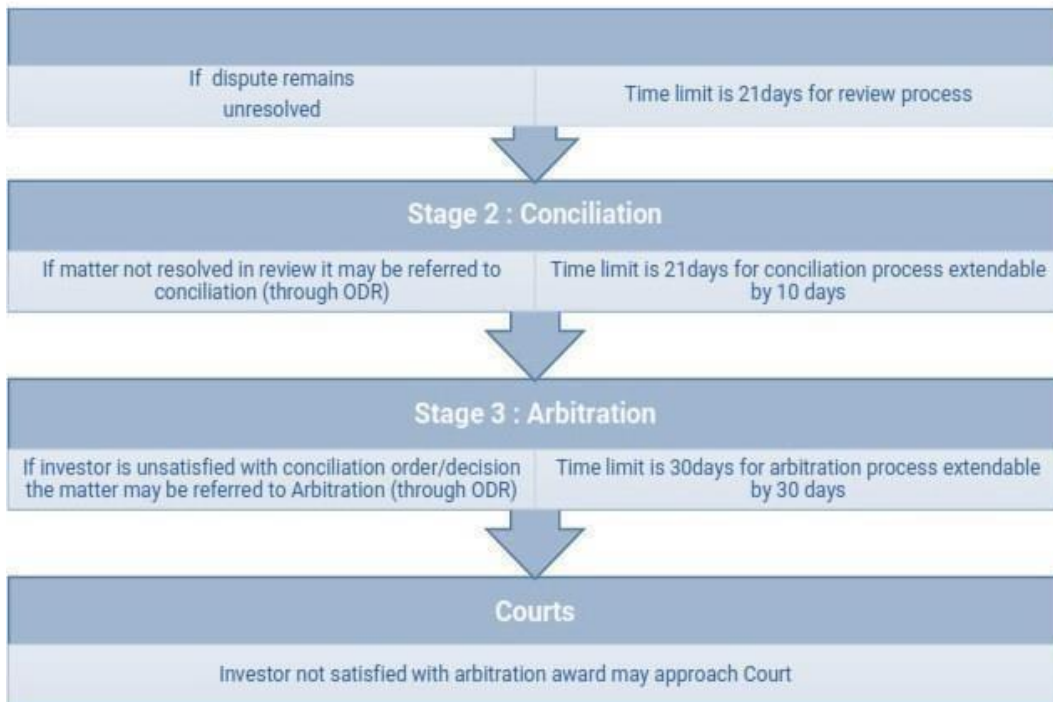 If dispute remains
unresolved
Time limit is 21days for review process
Stage 2 : Conciliation
If matter not resolved in review it may be referred to
conciliation (through ODR)
Time limit is 21days for conciliation process extendable
by 10 days
Stage 3 : Arbitration
If investor is unsatisfied with conciliation order/decision
the matter may be referred to Arbitration (through ODR)
Time limit is 30days for arbitration process extendable
by 30 days
Courts
Investor not satisfied with arbitration award may approach Court